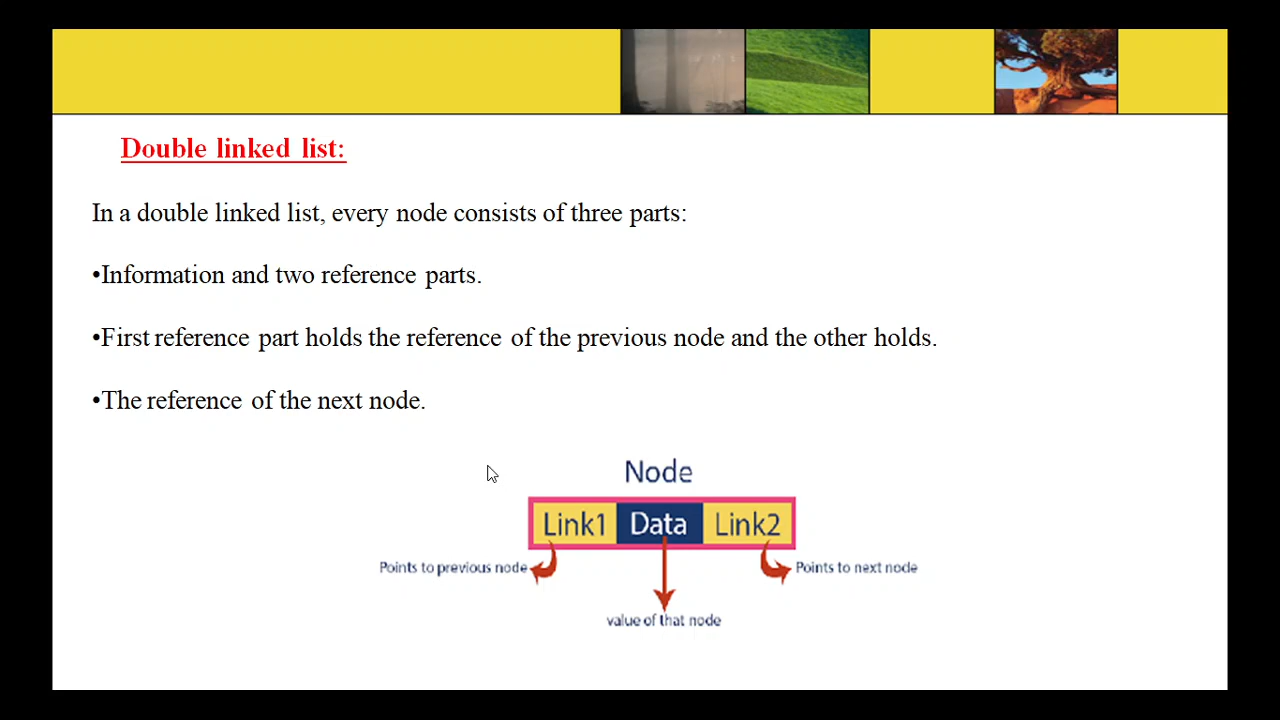 Double linked list:
In a double linked list, every node consists of three parts:
•Information and two reference parts.
•First reference part holds the reference of the previous node and the other holds.
•The reference of the next node.
Node
Link1 Data Link2
Points to previous node Points to next node
value of that node